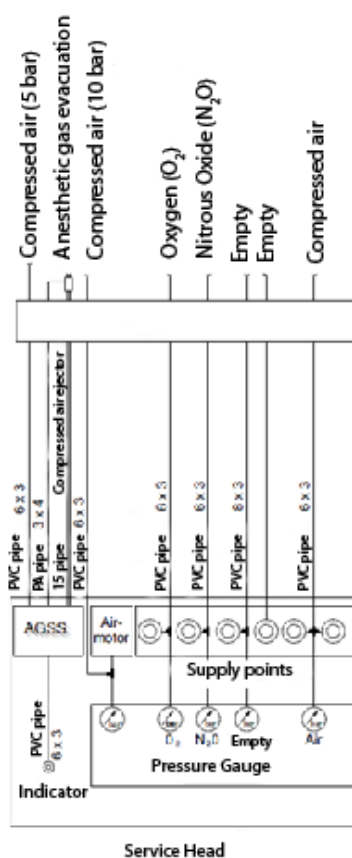 Compressed air (5 bar)
Anesthetic gas evacuation
Compressed air (10 bar)
Oxygen (O₂)
Nitrous Oxide (N₂O)
Empty
Empty
Compressed air
PVC pipe 6 x 3
PA pipe 3 x 4
15 pipe Compressed air ejector
PVC pipe 6 x 3
PVC pipe 6 x 3
PVC pipe 6 x 3
PVC pipe 6 x 3
PVC pipe 6 x 3
AGSS
Air-
motor
Supply points
PVC pipe
6 x 3
N₂O
Empty
Air
Pressure Gauge
Indicator
Service Head